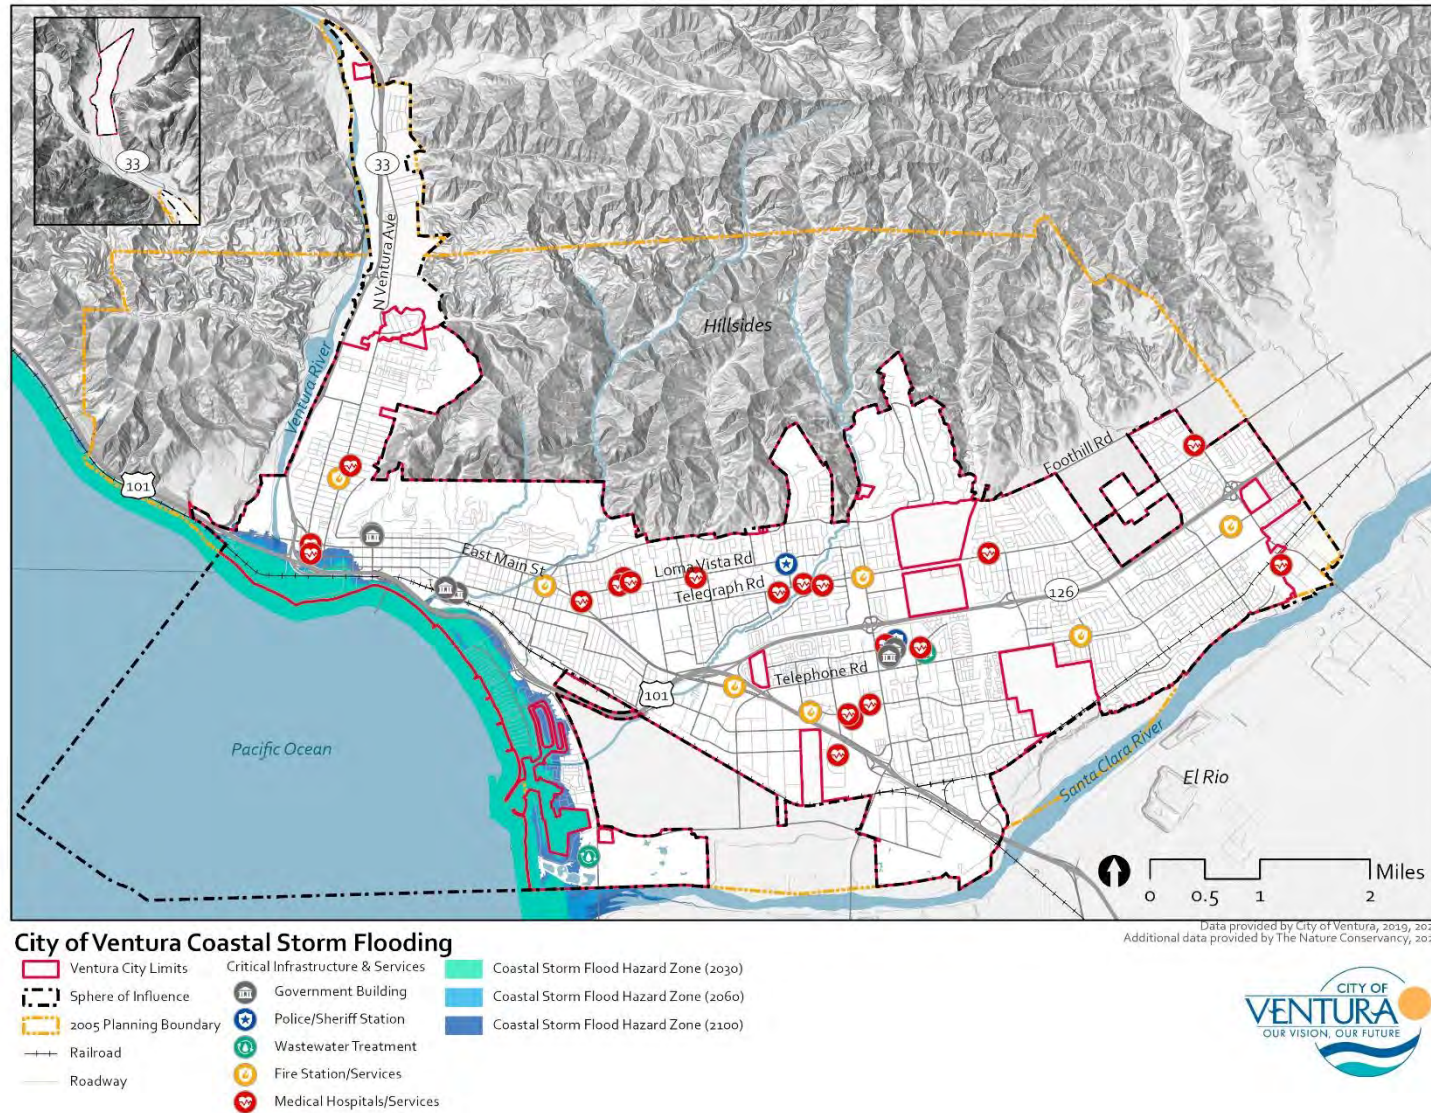 33
33
N Ventura Ave
Ventura River
Hillsides
101
Foothill Rd
East Main St
Loma Vista Rd
Telegraph Rd
126
Telephone Rd
101
Pacific Ocean
Santa Clara River
El Rio
0 0.5 1 2 Miles
Data provided by City of Ventura, 2019,
Additional data provided by The Nature Conservancy,
City of Ventura Coastal Storm Flooding
Ventura City Limits
Sphere of Influence
2005 Planning Boundary
Railroad
Roadway
Critical Infrastructure & Services
Government Building
Police/Sheriff Station
Wastewater Treatment
Fire Station/Services
Medical Hospitals/Services
Coastal Storm Flood Hazard Zone (2030)
Coastal Storm Flood Hazard Zone (2060)
Coastal Storm Flood Hazard Zone (2100)
CITY OF
VENTURA
OUR VISION, OUR FUTURE